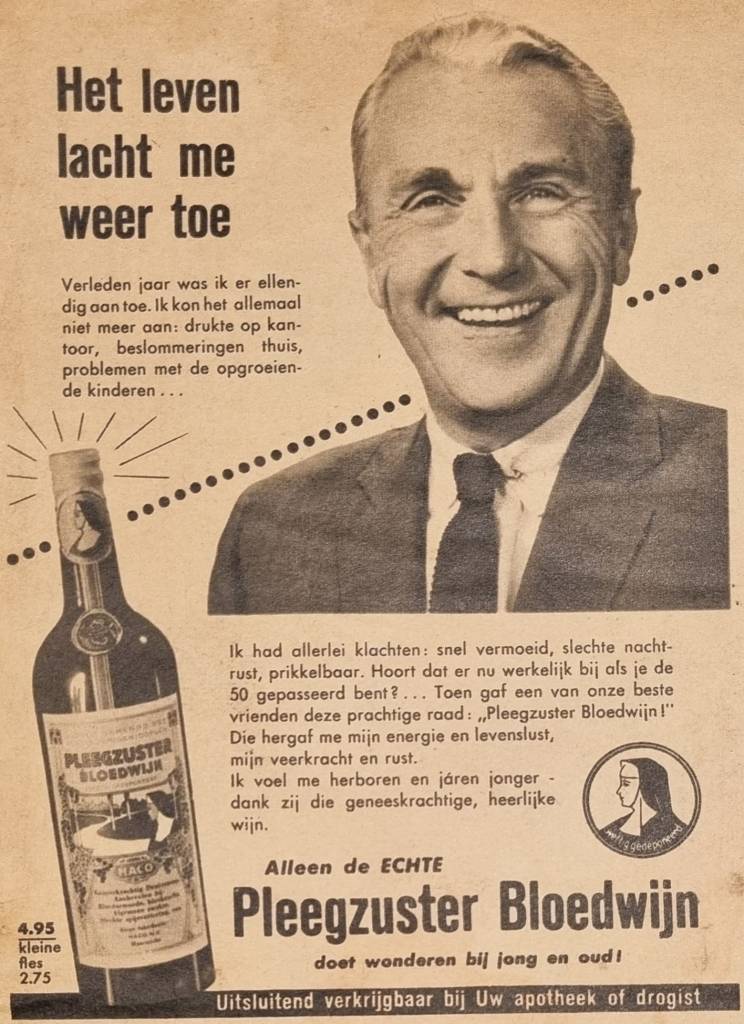 Het leven
lacht me
weer toe
Verleden jaar was ik er ellen-
dig aan toe. Ik kon het allemaal
niet meer aan: drukte op kan-
toor, beslommeringen thuis,
problemen met de opgroeien-
de kinderen ...
Ik had allerlei klachten: snel vermoeid, slechte nacht-
rust, prikkelbaar. Hoort dat er nu werkelijk bij als je de
50 gepasseerd bent? ... Toen gaf een van onze beste
vrienden deze prachtige raad: „Pleegzuster Bloedwijn!"
Die hergaf me mijn energie en levenslust,
mijn veerkracht en rust.
Ik voel me herboren en járen jonger -
dank zij die geneeskrachtige, heerlijke
wijn.
wettig gedeponeerd
PLEEGZUSTER
BLOEDWIJN
HACO
Alleen de ECHTE
Pleegzuster Bloedwijn
doet wonderen bij jong en oud!
4.95
kleine
fles
2.75
Uitsluitend verkrijgbaar bij Uw apotheek of drogist